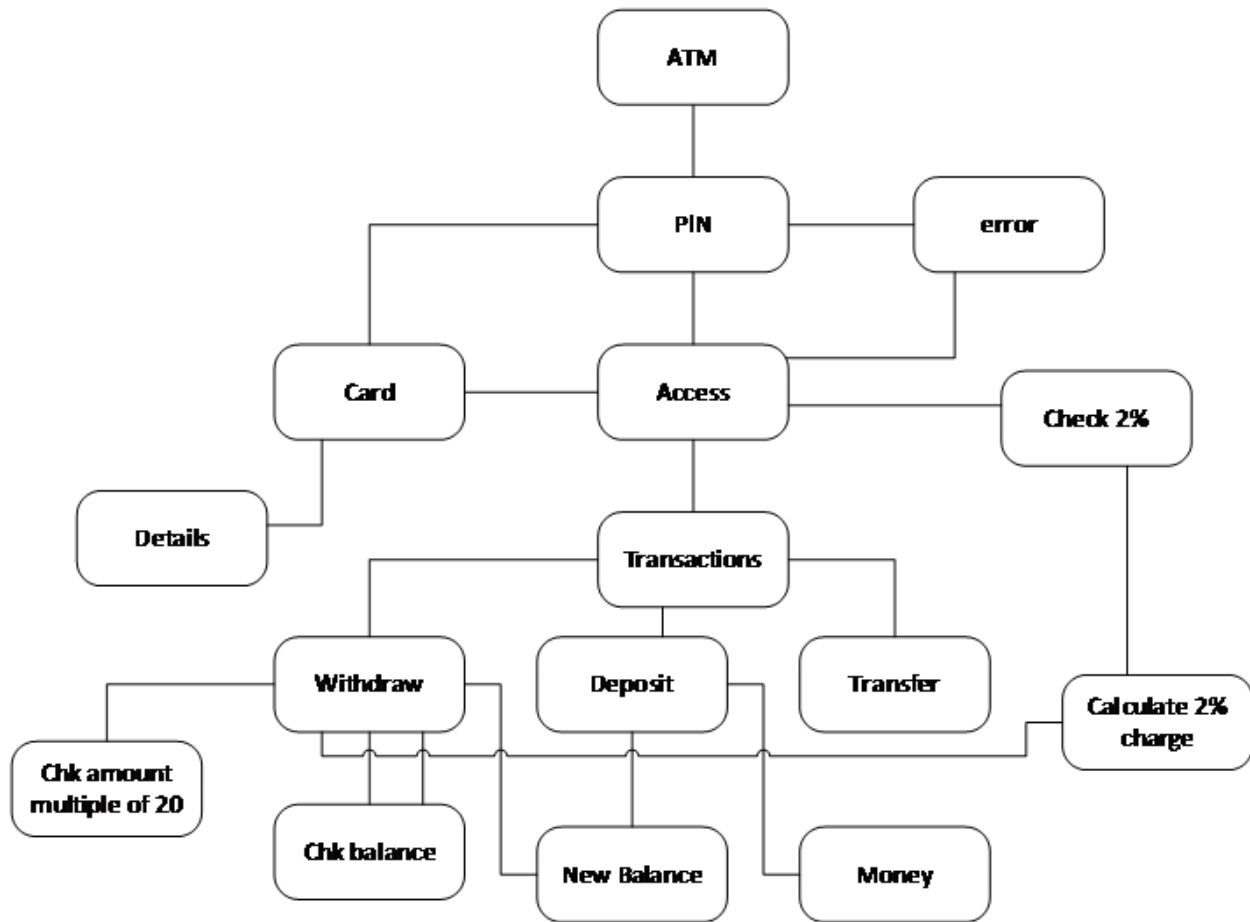 ATM
PIN
error
Card
Access
Check 2%
Details
Transactions
Withdraw
Deposit
Transfer
Calculate 2%
charge
Chk amount
multiple of 20
Chk balance
New Balance
Money